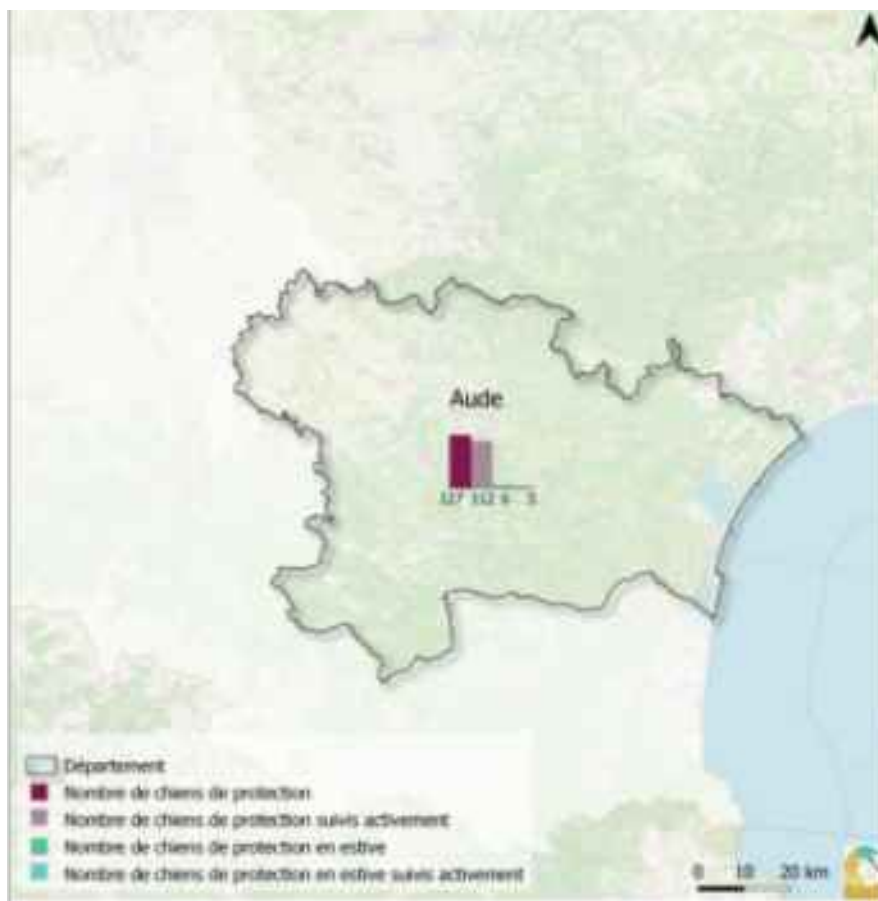 Aude
127 112 6 5
Département
Nombre de chiens de protection
Nombre de chiens de protection suivis activement
Nombre de chiens de protection en estive
Nombre de chiens de protection en estive suivis activement
0 10 20 km